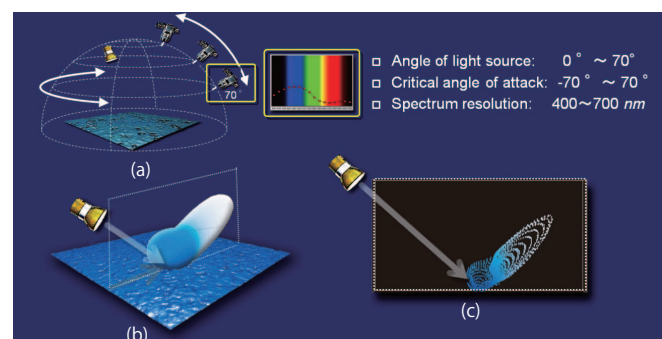 70°
□ Angle of light source: 0° ~ 70°
□ Critical angle of attack: -70° ~ 70°
□ Spectrum resolution: 400~700 nm
(a)
(b)
(c)